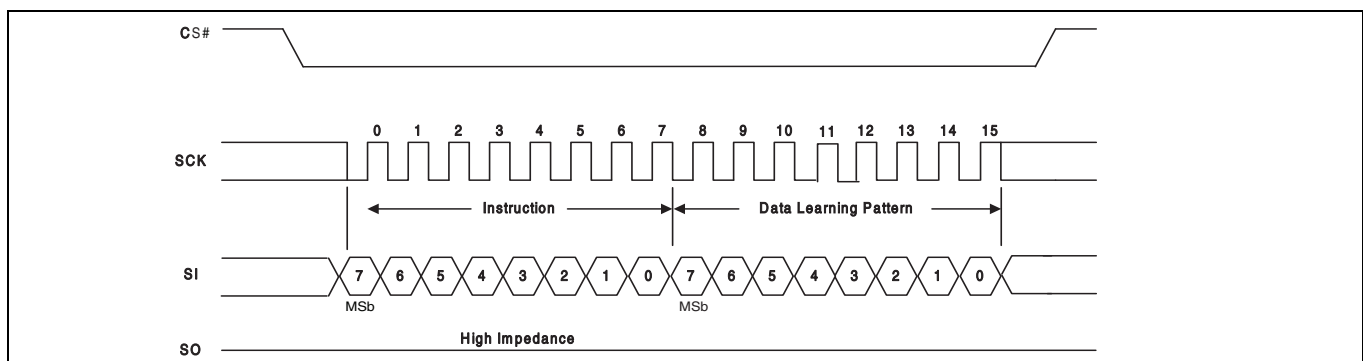 CS#
0 1 2 3 4 5 6 7 8 9 10 11 12 13 14 15
SCK
Instruction Data Learning Pattern
SI 7 6 5 4 3 2 1 0 7 6 5 4 3 2 1 0
MSb MSb
High Impedance
SO